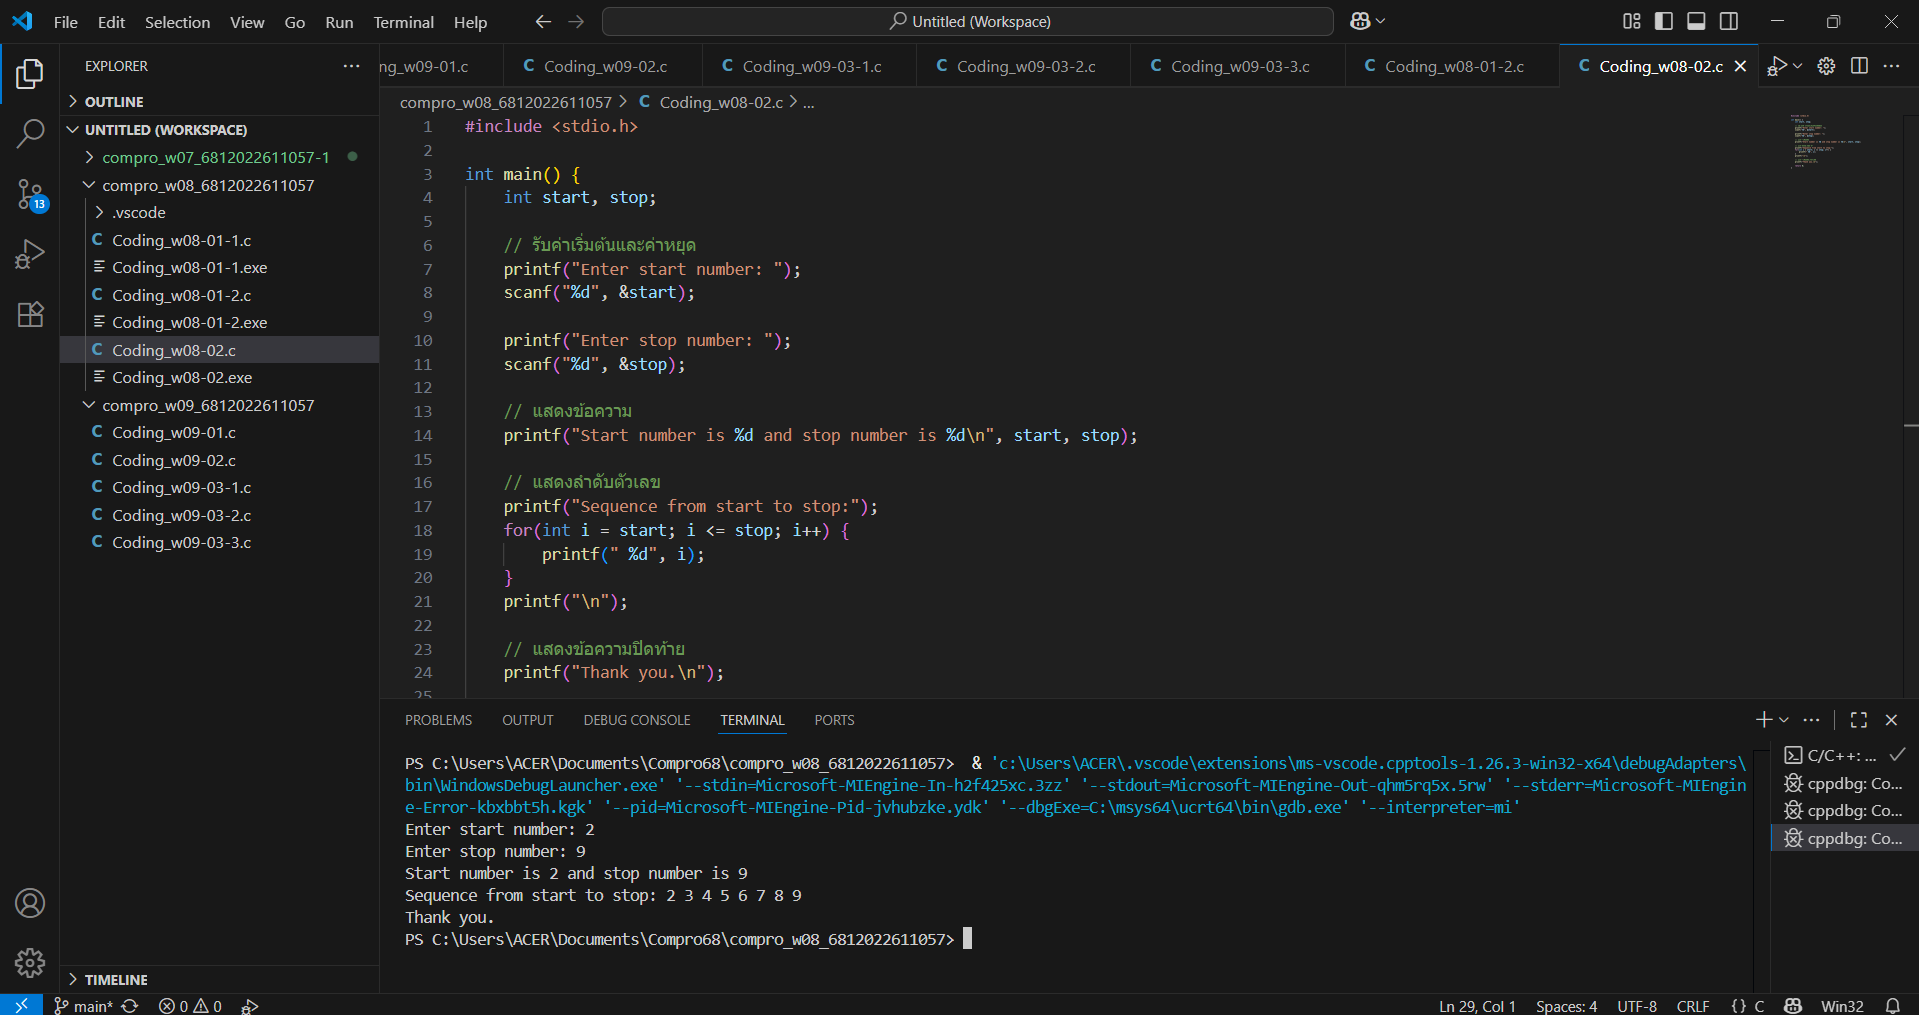 File Edit Selection View Go Run Terminal Help
Untitled (Workspace)
EXPLORER
OUTLINE
UNTITLED (WORKSPACE)
compro_w07_6812022611057-1
compro_w08_6812022611057
.vscode
C Coding_w08-01-1.c
Coding_w08-01-1.exe
C Coding_w08-01-2.c
Coding_w08-01-2.exe
C Coding_w08-02.c
Coding_w08-02.exe
compro_w09_6812022611057
C Coding_w09-01.c
C Coding_w09-02.c
C Coding_w09-03-1.c
C Coding_w09-03-2.c
C Coding_w09-03-3.c
TIMELINE
13
ng_w09-01.c C Coding_w09-02.c C Coding_w09-03-1.c C Coding_w09-03-2.c C Coding_w09-03-3.c C Coding_w08-01-2.c C Coding_w08-02.c
compro_w08_6812022611057 > C Coding_w08-02.c > ...
1 #include <stdio.h>
2
3 int main() {
4 int start, stop;
5
6 // รับค่าเริ่มต้นและค่าหยุด
7 printf("Enter start number: ");
8 scanf("%d", &start);
9
10 printf("Enter stop number: ");
11 scanf("%d", &stop);
12
13 // แสดงข้อความ
14 printf("Start number is %d and stop number is %d\n", start, stop);
15
16 // แสดงลำดับตัวเลข
17 printf("Sequence from start to stop:");
18 for(int i = start; i <= stop; i++) {
19 printf(" %d", i);
20 }
21 printf("\n");
22
23 // แสดงข้อความปิดท้าย
24 printf("Thank you.\n");
25
PROBLEMS OUTPUT DEBUG CONSOLE TERMINAL PORTS
PS C:\Users\ACER\Documents\Compro68\compro_w08_6812022611057>  & 'c:\Users\ACER\.vscode\extensions\ms-vscode.cpptools-1.26.3-win32-x64\debugAdapters\
bin\WindowsDebugLauncher.exe' '--stdin=Microsoft-MIEngine-In-h2f425xc.3zz' '--stdout=Microsoft-MIEngine-Out-qhm5rq5x.5rw' '--stderr=Microsoft-MIEngin
e-Error-kbxbbt5h.kgk' '--pid=Microsoft-MIEngine-Pid-jvhubzke.ydk' '--dbgExe=C:\msys64\ucrt64\bin\gdb.exe' '--interpreter=mi'
Enter start number: 2
Enter stop number: 9
Start number is 2 and stop number is 9
Sequence from start to stop: 2 3 4 5 6 7 8 9
Thank you.
PS C:\Users\ACER\Documents\Compro68\compro_w08_6812022611057>
C/C++: ...
cppdbg: Co...
cppdbg: Co...
cppdbg: Co...
main* 0 0 Ln 29, Col 1 Spaces: 4 UTF-8 CRLF {} C Win32